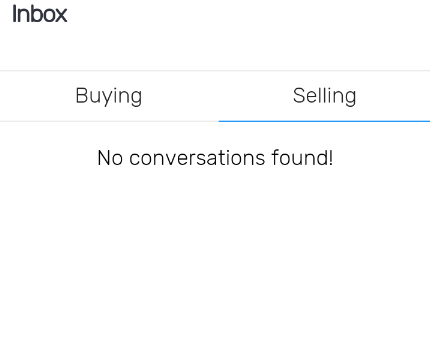 Inbox
Buying
Selling
No conversations found!